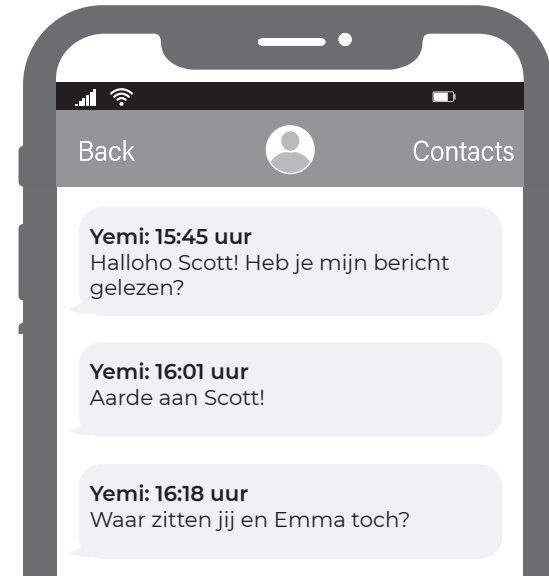 Back
Contacts
Yemi: 15:45 uur
Halloho Scott! Heb je mijn bericht
gelezen?
Yemi: 16:01 uur
Aarde aan Scott!
Yemi: 16:18 uur
Waar zitten jij en Emma toch?